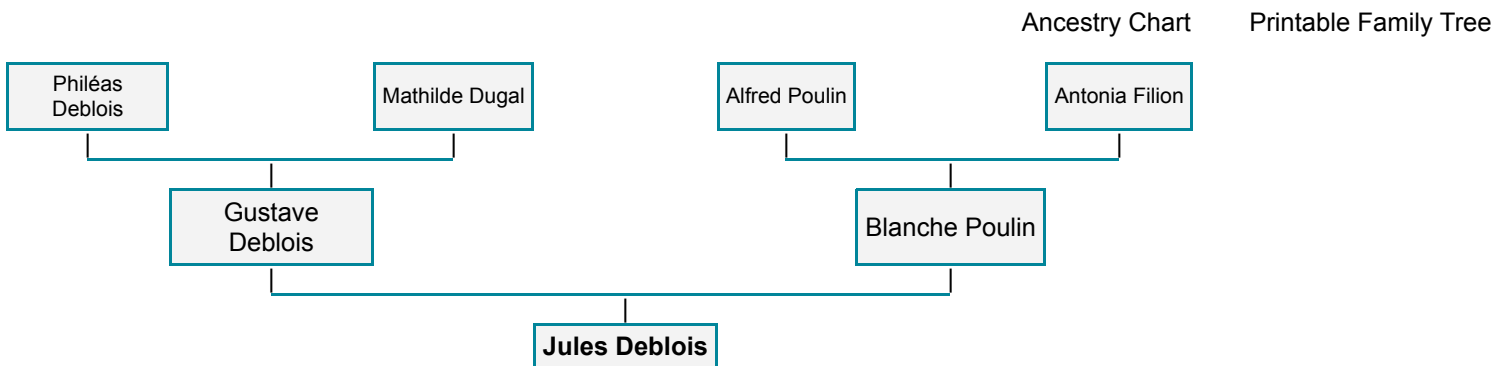 Ancestry Chart Printable Family Tree
Philéas
Deblois
Mathilde Dugal
Alfred Poulin
Antonia Filion
Gustave
Deblois
Blanche Poulin
Jules Deblois